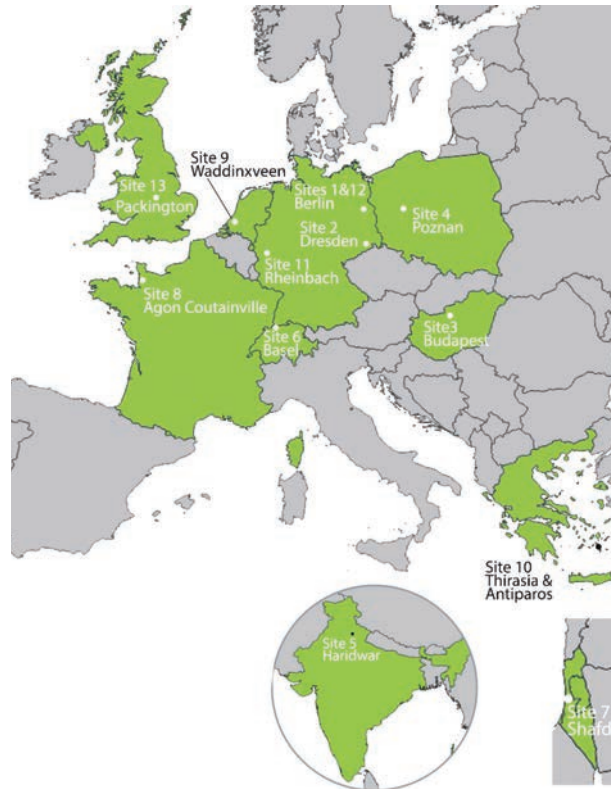 Site 9
Waddinxveen
Site 13
Packington
Sites 1&12
Berlin
Site 4
Poznan
Site 2
Dresden
Site 11
Rheinbach
Site 8
Agon Coutainville
Site 6
Basel
Site3
Budapest
Site 10
Thirasia &
Antiparos
Site 5
Haridwar
Site 7
Shafd